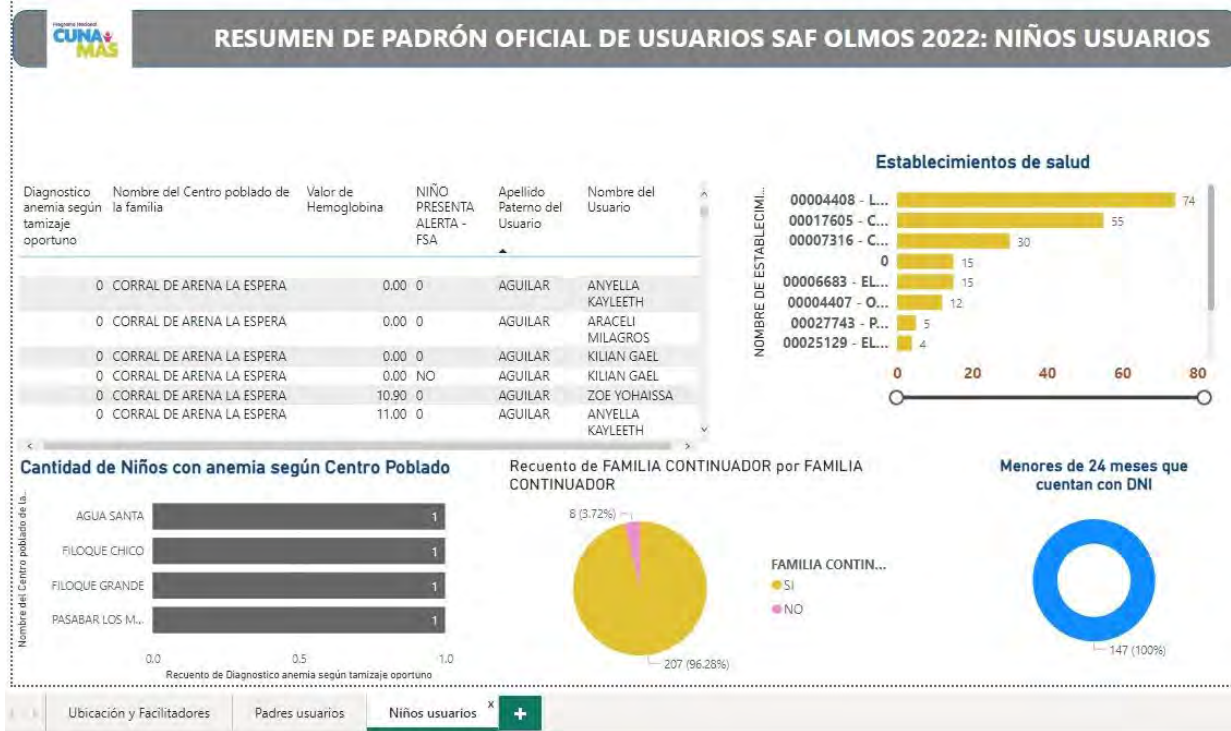 Programa Nacional
CUNA
MAS
RESUMEN DE PADRÓN OFICIAL DE USUARIOS SAF OLMOS 2022: NIÑOS USUARIOS
Diagnostico anemia según tamizaje oportuno
Nombre del Centro poblado de la familia
Valor de Hemoglobina
NIÑO PRESENTA ALERTA - FSA
Apellido Paterno del Usuario
Nombre del Usuario
0 CORRAL DE ARENA LA ESPERA 0.00 0 AGUILAR ANYELLA KAYLEETH
0 CORRAL DE ARENA LA ESPERA 0.00 0 AGUILAR ARACELI MILAGROS
0 CORRAL DE ARENA LA ESPERA 0.00 0 AGUILAR KILIAN GAEL
0 CORRAL DE ARENA LA ESPERA 0.00 NO AGUILAR KILIAN GAEL
0 CORRAL DE ARENA LA ESPERA 10.90 0 AGUILAR ZOE YOHAISSA
0 CORRAL DE ARENA LA ESPERA 11.00 0 AGUILAR ANYELLA KAYLEETH
Establecimientos de salud
NOMBRE DE ESTABLECIMI...
00004408 - L... 74
00017605 - C... 55
00007316 - C... 30
0 15
00006683 - EL... 15
00004407 - O... 12
00027743 - P... 5
00025129 - EL... 4
0 20 40 60 80
Cantidad de Niños con anemia según Centro Poblado
Nombre del Centro poblado de la...
AGUA SANTA 1
FILOQUE CHICO 1
FILOQUE GRANDE 1
PASABAR LOS M... 1
0.0 0.5 1.0
Recuento de Diagnostico anemia según tamizaje oportuno
Recuento de FAMILIA CONTINUADOR por FAMILIA
CONTINUADOR
8 (3.72%)
207 (96.28%)
FAMILIA CONTIN...
SI
NO
Menores de 24 meses que
cuentan con DNI
147 (100%)
Ubicación y Facilitadores
Padres usuarios
Niños usuarios x
+